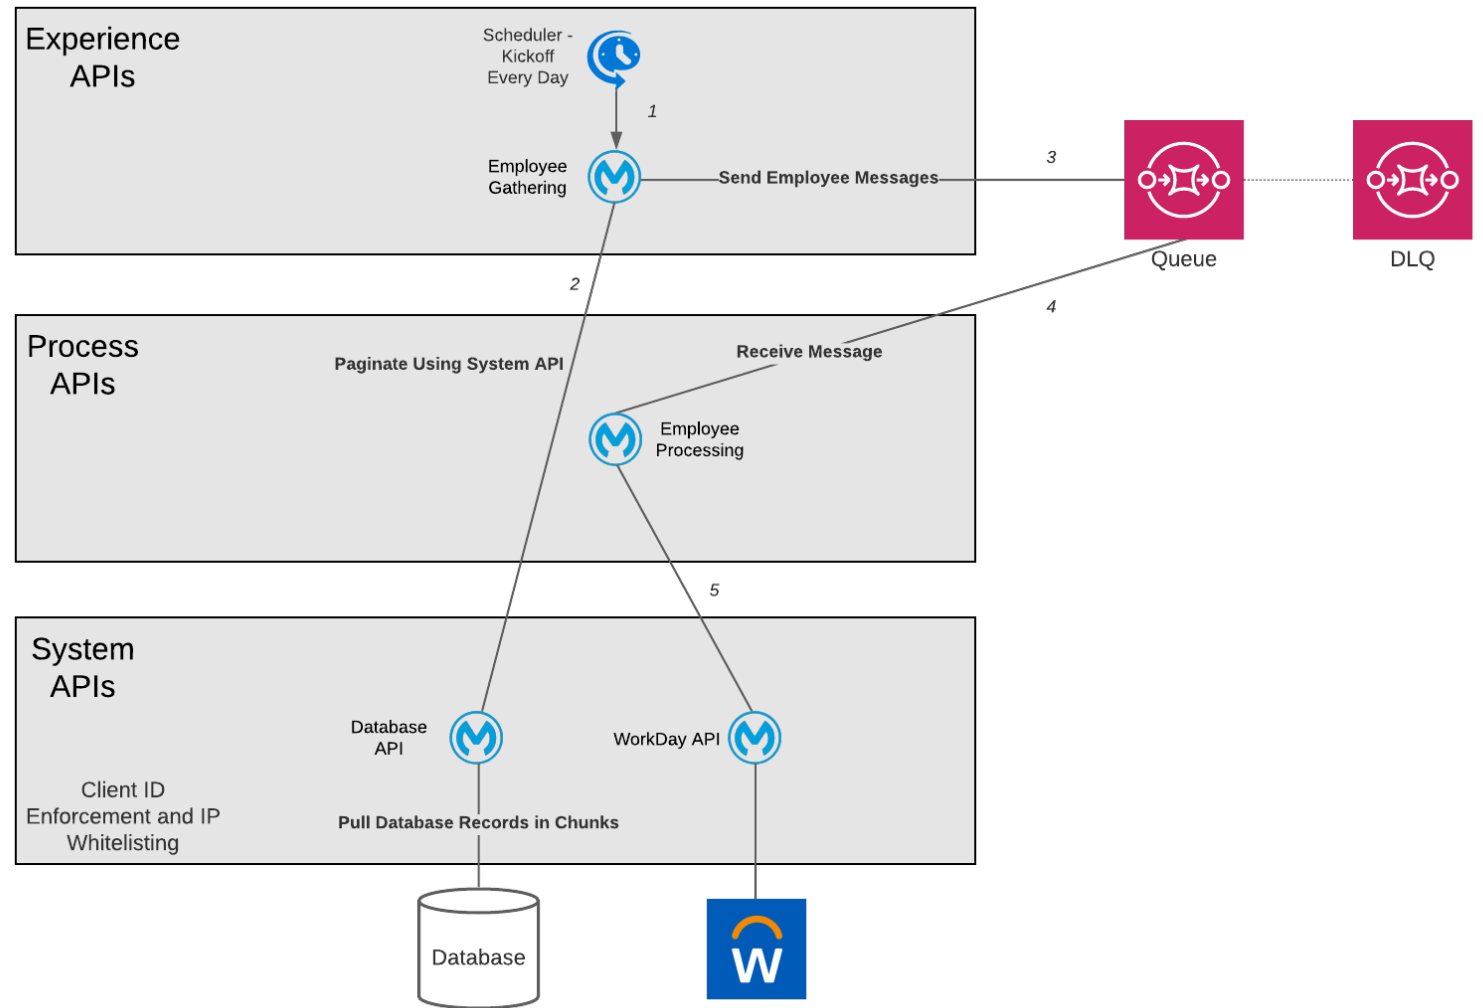 Experience
APIs
Scheduler -
Kickoff
Every Day
1
Employee
Gathering
Send Employee Messages
3
Queue
DLQ
2
4
Process
APIs
Paginate Using System API
Receive Message
Employee
Processing
5
System
APIs
Database
API
WorkDay API
Client ID
Enforcement and IP
Whitelisting
Pull Database Records in Chunks
Database
W